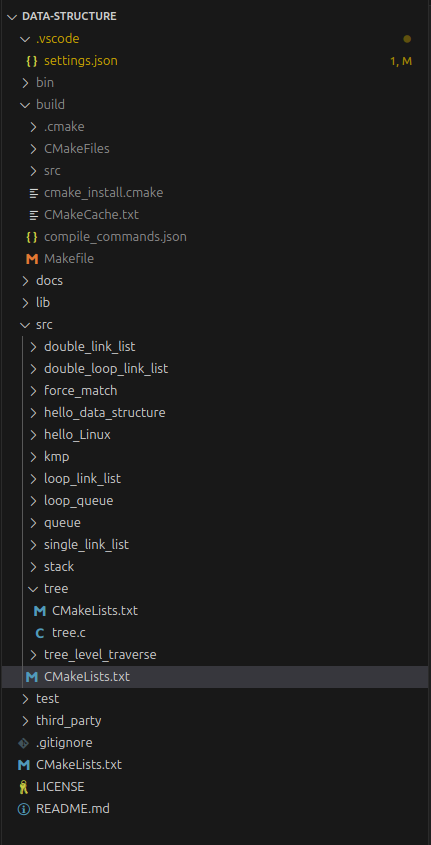 DATA-STRUCTURE
.vscode
{} settings.json 1, M
bin
build
.cmake
CMakeFiles
src
cmake_install.cmake
CMakeCache.txt
{} compile_commands.json
M Makefile
docs
lib
src
double_link_list
double_loop_link_list
force_match
hello_data_structure
hello_Linux
kmp
loop_link_list
loop_queue
queue
single_link_list
stack
tree
M CMakeLists.txt
C tree.c
tree_level_traverse
M CMakeLists.txt
test
third_party
.gitignore
M CMakeLists.txt
LICENSE
README.md